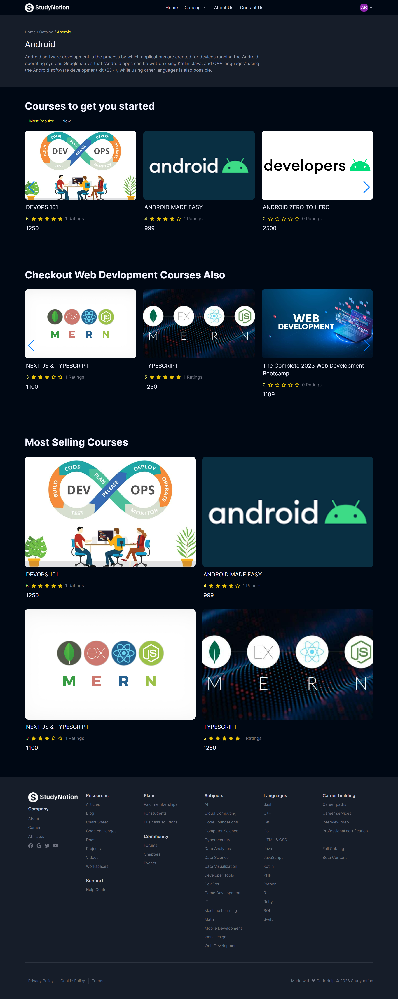 StudyNotion
Home Catalog About Us Contact Us
AR
Home / Catalog / Android
Android
Android software development is the process by which applications are created for devices running the Android
operating system. Google states that "Android apps can be written using Kotlin, Java, and C++ languages" using
the Android software development kit (SDK), while using other languages is also possible.
Courses to get you started
Most Populer New
CODE DEPLOY
BUILD PLAN RELEASE OPERATE
DEV OPS
TEST MONITOR
android
developers
DEVOPS 101
5 1 Ratings
1250
ANDROID MADE EASY
4 1 Ratings
999
ANDROID ZERO TO HERO
0 0 Ratings
2500
Checkout Web Devlopment Courses Also
ex JS
M E R N
EX JS
M E R N
WEB
DEVELOPMENT
NEXT JS & TYPESCRIPT
3 1 Ratings
1100
TYPESCRIPT
5 1 Ratings
1250
The Complete 2023 Web Development
Bootcamp
0 0 Ratings
1199
Most Selling Courses
CODE DEPLOY
BUILD PLAN RELEASE OPERATE
DEV OPS
TEST MONITOR
android
DEVOPS 101
5 1 Ratings
1250
ANDROID MADE EASY
4 1 Ratings
999
ex JS
M E R N
EX JS
M E R N
NEXT JS & TYPESCRIPT
3 1 Ratings
1100
TYPESCRIPT
5 1 Ratings
1250
StudyNotion
Company
About
Careers
Affiliates
Resources
Articles
Blog
Chart Sheet
Code challenges
Docs
Projects
Videos
Workspaces
Support
Help Center
Plans
Paid memberships
For students
Business solutions
Community
Forums
Chapters
Events
Subjects
AI
Cloud Computing
Code Foundations
Computer Science
Cybersecurity
Data Analytics
Data Science
Data Visualization
Developer Tools
DevOps
Game Development
IT
Machine Learning
Math
Mobile Development
Web Design
Web Development
Languages
Bash
C++
C#
Go
HTML & CSS
Java
JavaScript
Kotlin
PHP
Python
R
Ruby
SQL
Swift
Career building
Career paths
Career services
Interview prep
Professional certification
-
Full Catalog
Beta Content
Privacy Policy Cookie Policy Terms
Made with ❤ CodeHelp © 2023 Studynotion